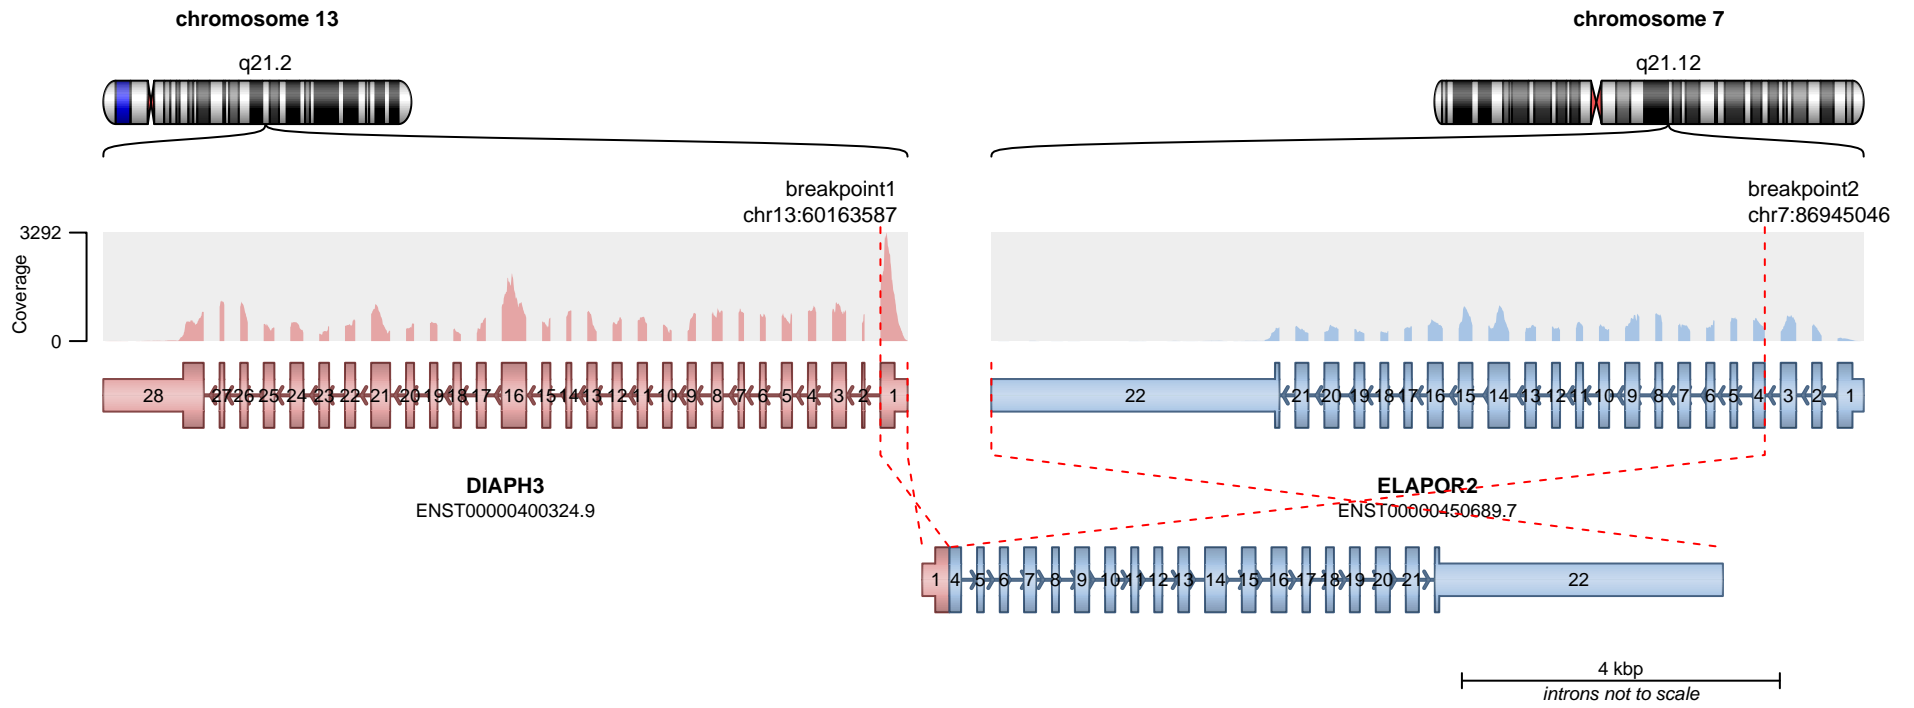 chromosome 13
chromosome 7
q21.2
q21.12
breakpoint1
chr13:60163587
breakpoint2
chr7:86945046
3292
Coverage
0
28 27 26 25 24 23 22 21 20 19 18 17 16 15 14 13 12 11 10 9 8 7 6 5 4 3 2 1
22 21 20 19 18 17 16 15 14 13 12 11 10 9 8 7 6 5 4 3 2 1
DIAPH3
ENST00000400324.9
ELAPOR2
ENST00000450689.7
1 4 5 6 7 8 9 10 11 12 13 14 15 16 17 18 19 20 21 22
4 kbp
introns not to scale